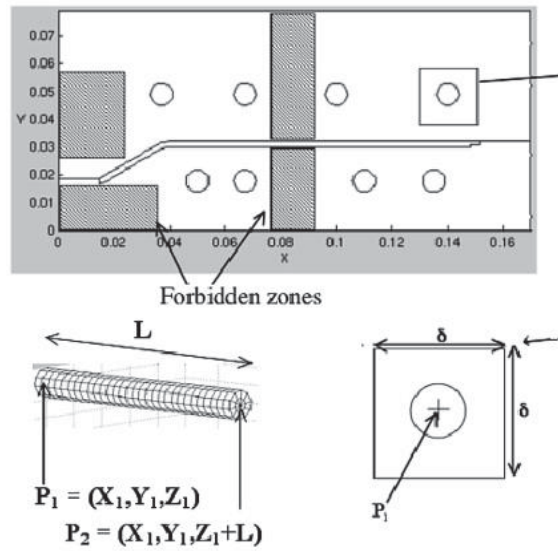 0.07
0.06
0.05
Y 0.04
0.03
0.02
0.01
0
0 0.02 0.04 0.06 0.08 0.1 0.12 0.14 0.16
X
Forbidden zones
L
P₁ = (X₁,Y₁,Z₁)
P₂ = (X₁,Y₁,Z₁+L)
δ
δ
P₁